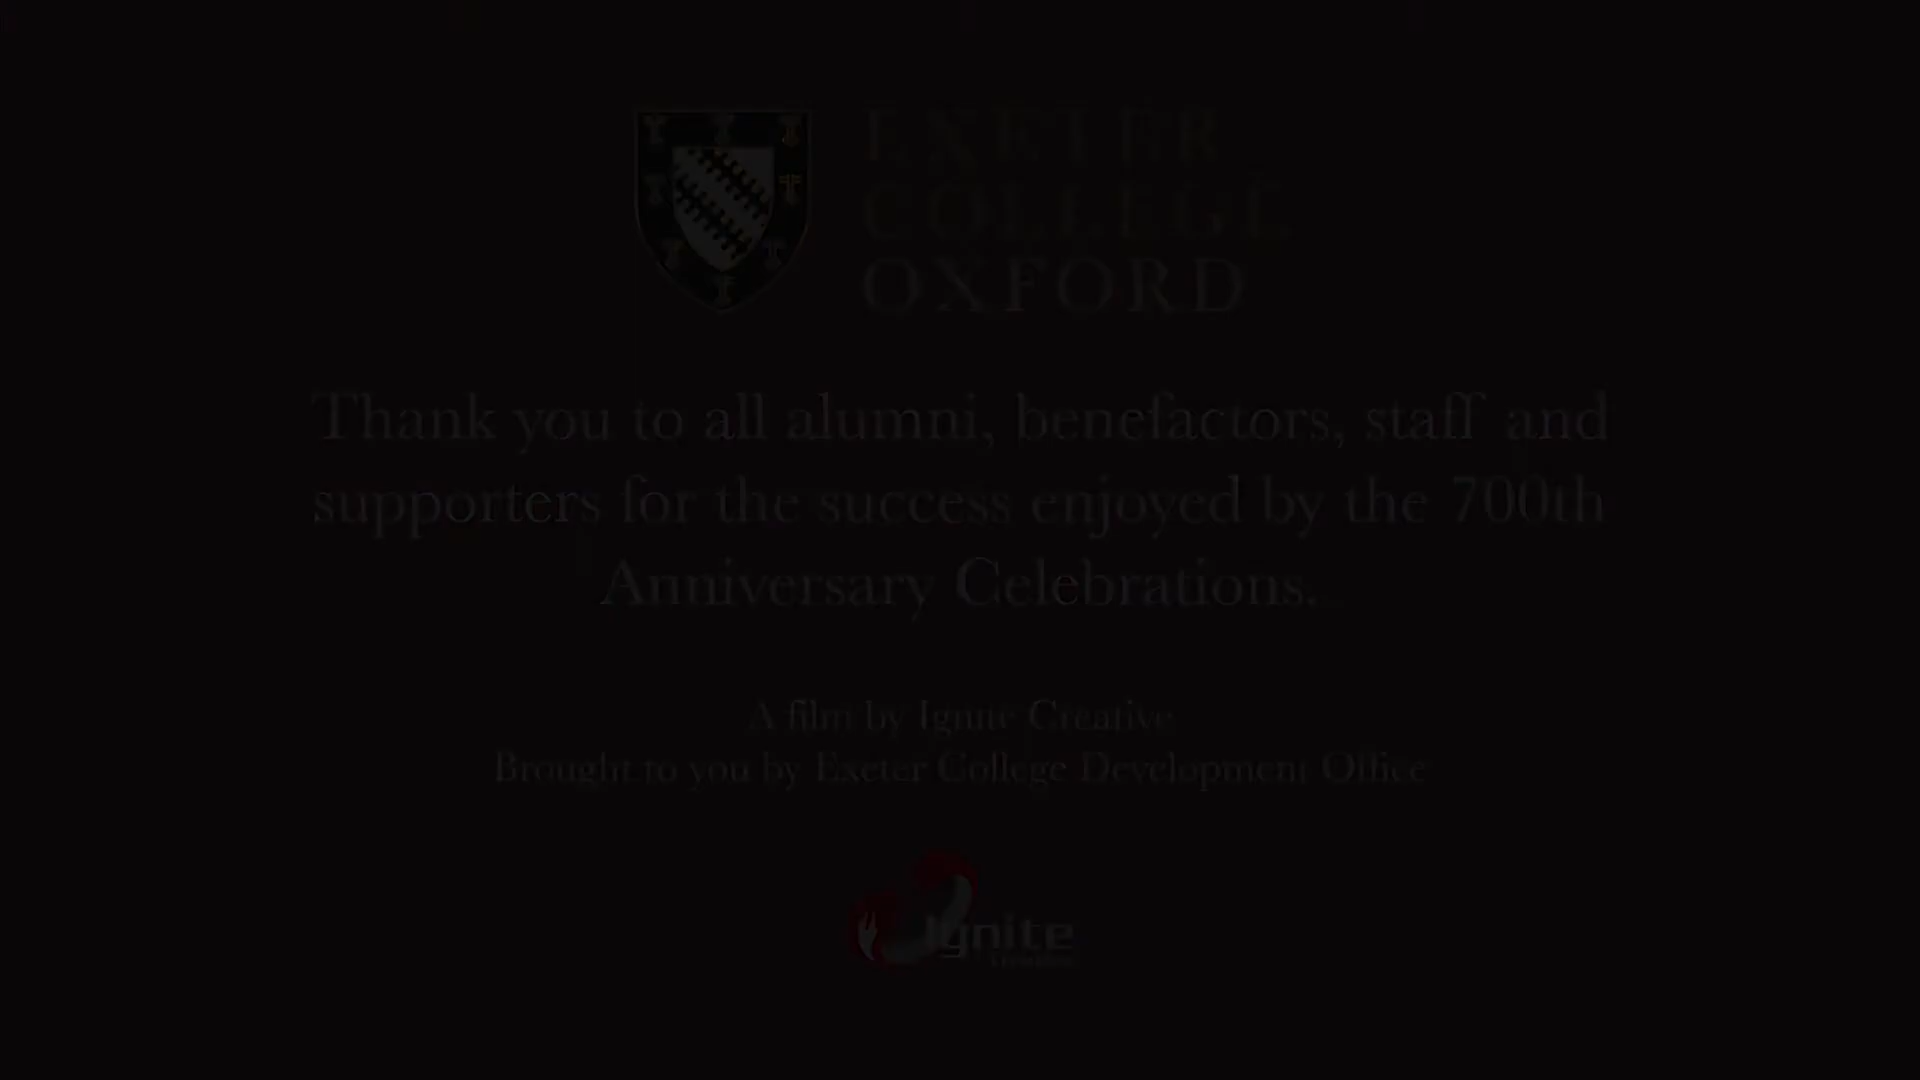 EXETER
COLLEGE
OXFORD
Thank you to all alumni, benefactors, staff and
supporters for the success enjoyed by the 700th
Anniversary Celebrations.
A film by Ignite Creative
Brought to you by Exeter College Development Office
Ignite